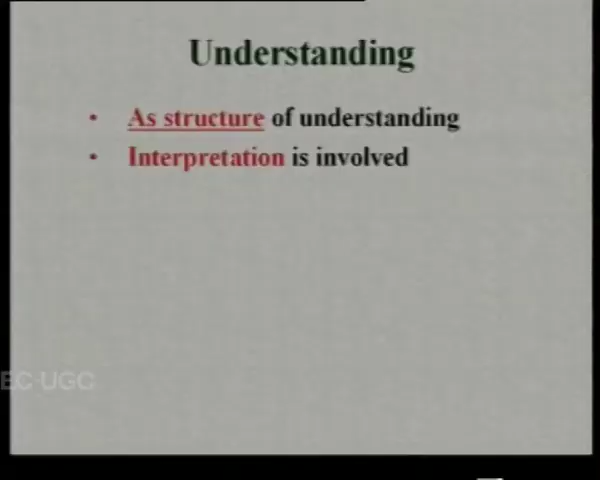 Understanding
• As structure of understanding
• Interpretation is involved
EC-UGC